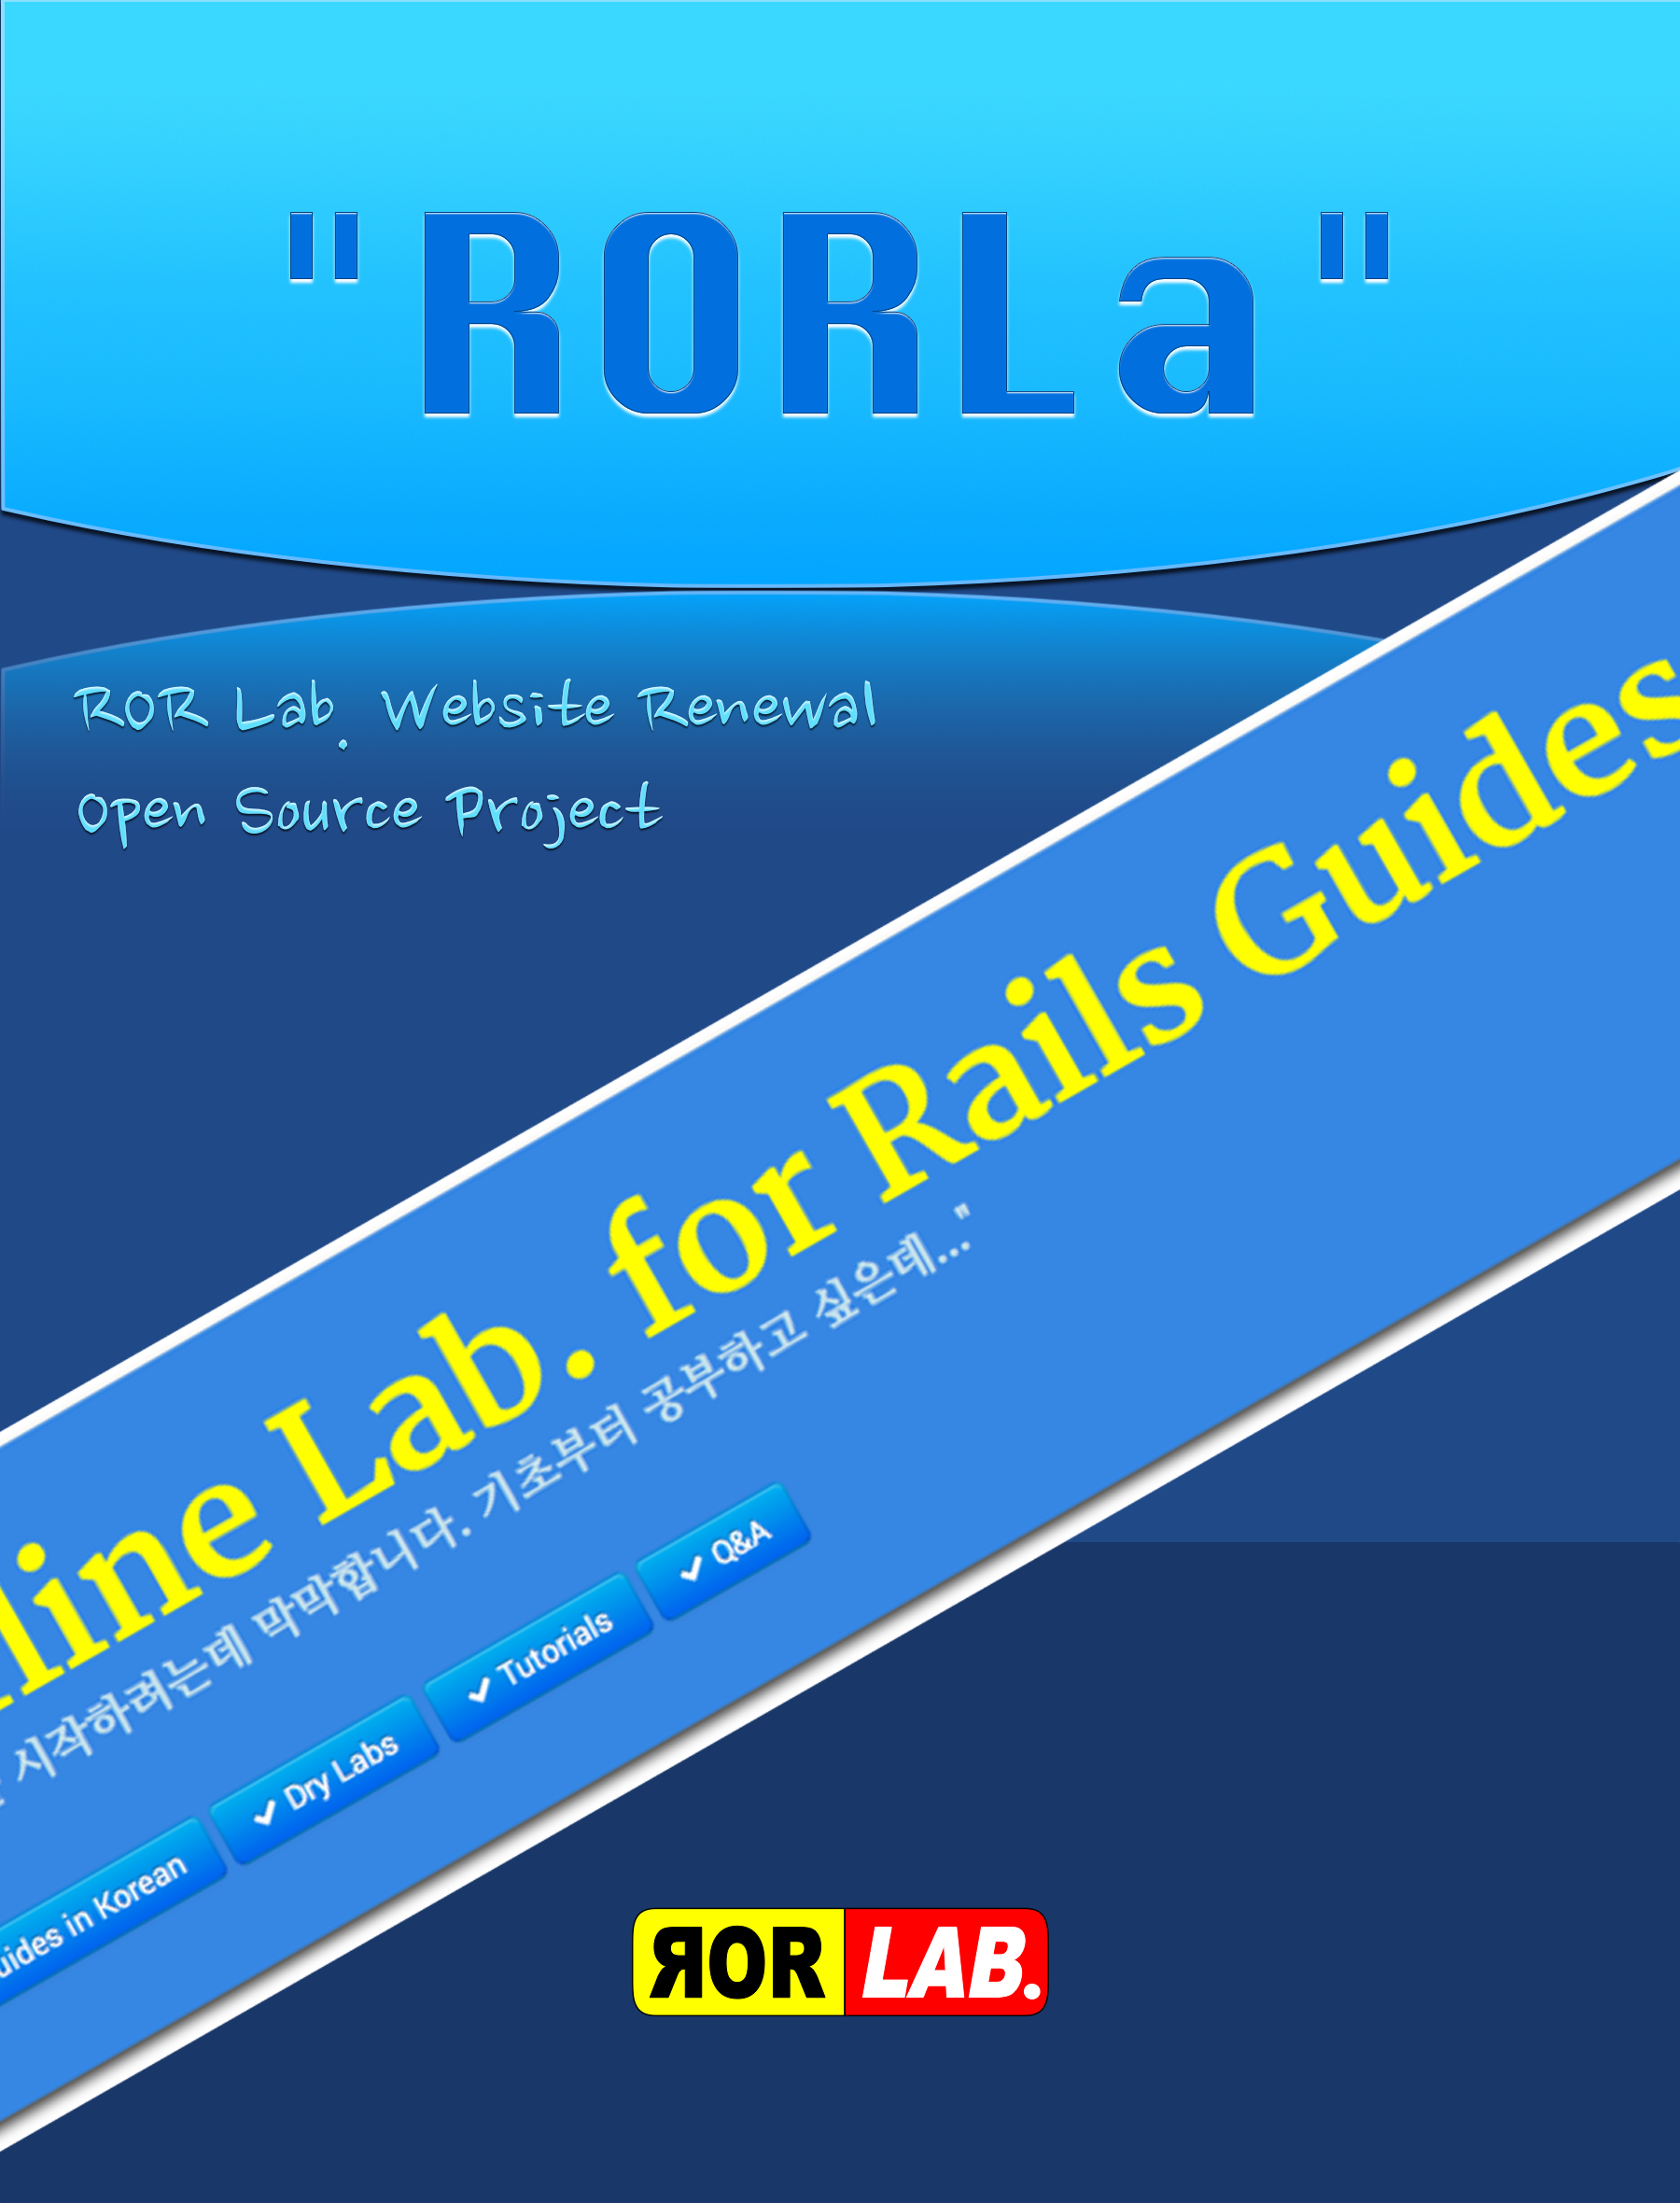 "RORLa"
ROR Lab. Website Renewal
Open Source Project
line Lab. for Rails Guides
시작하려는데 막막합니다. 기초부터 공부하고 싶은데... "
uides in Korean
Dry Labs
Tutorials
Q&A
ROR LAB.